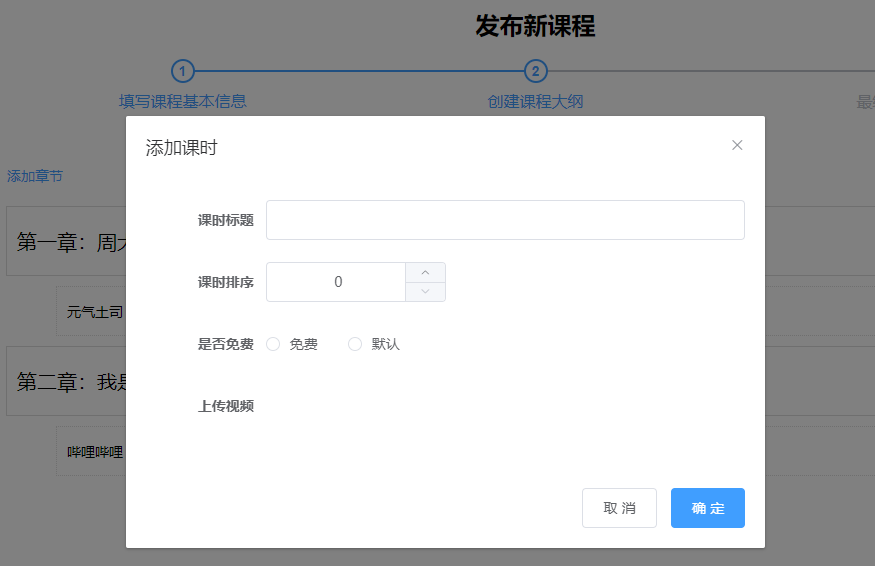 发布新课程
1 2
填写课程基本信息 创建课程大纲 最
添加课时
添加章节
课时标题
第一章：周
课时排序 0
元气土司
是否免费 免费 默认
第二章：我是
上传视频
哔哩哔哩
取消 确定